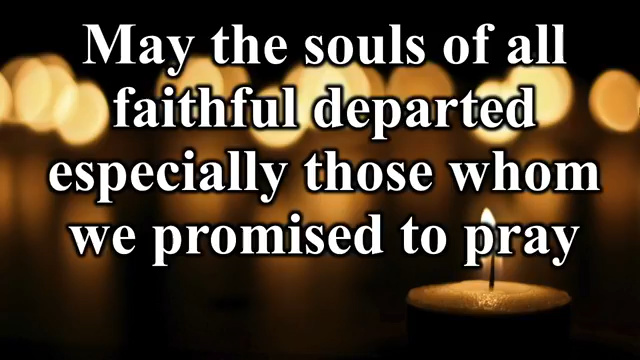 May the souls of all
faithful departed
especially those whom
we promised to pray